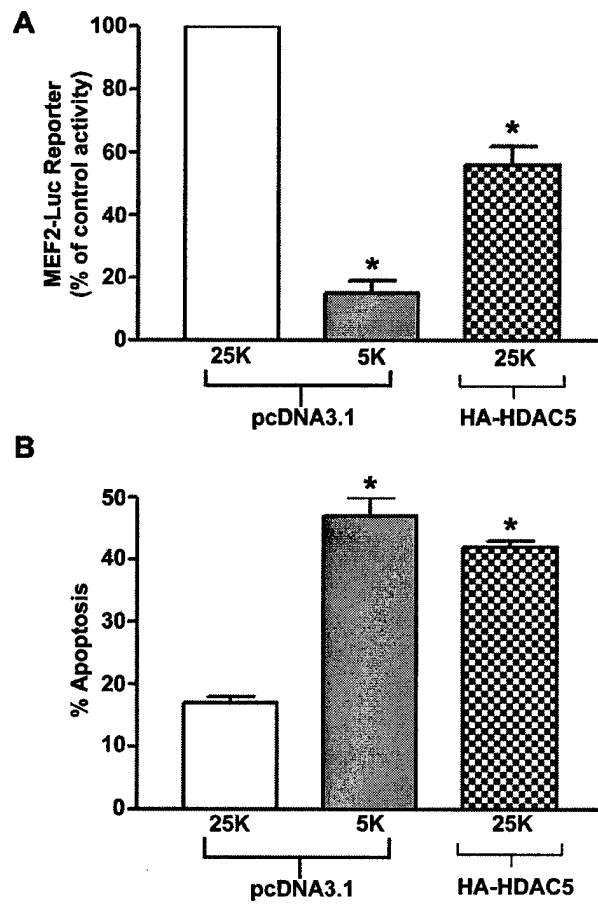 A
MEF2-Luc Reporter
(% of control activity)
100
80
60
40
20
0
*
*
25K 5K 25K
pcDNA3.1 HA-HDAC5
B
% Apoptosis
50
40
30
20
10
0
*
*
25K 5K 25K
pcDNA3.1 HA-HDAC5